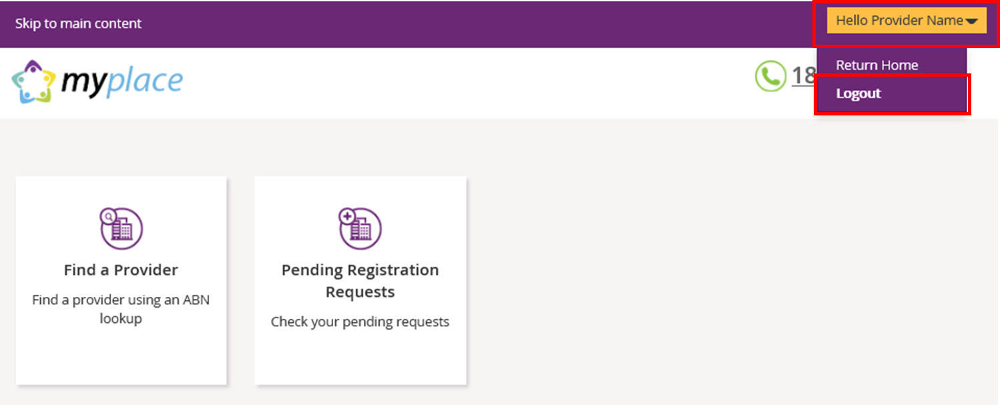 Skip to main content
Hello Provider Name
myplace
18
Return Home
Logout
Find a Provider
Find a provider using an ABN
lookup
Pending Registration
Requests
Check your pending requests